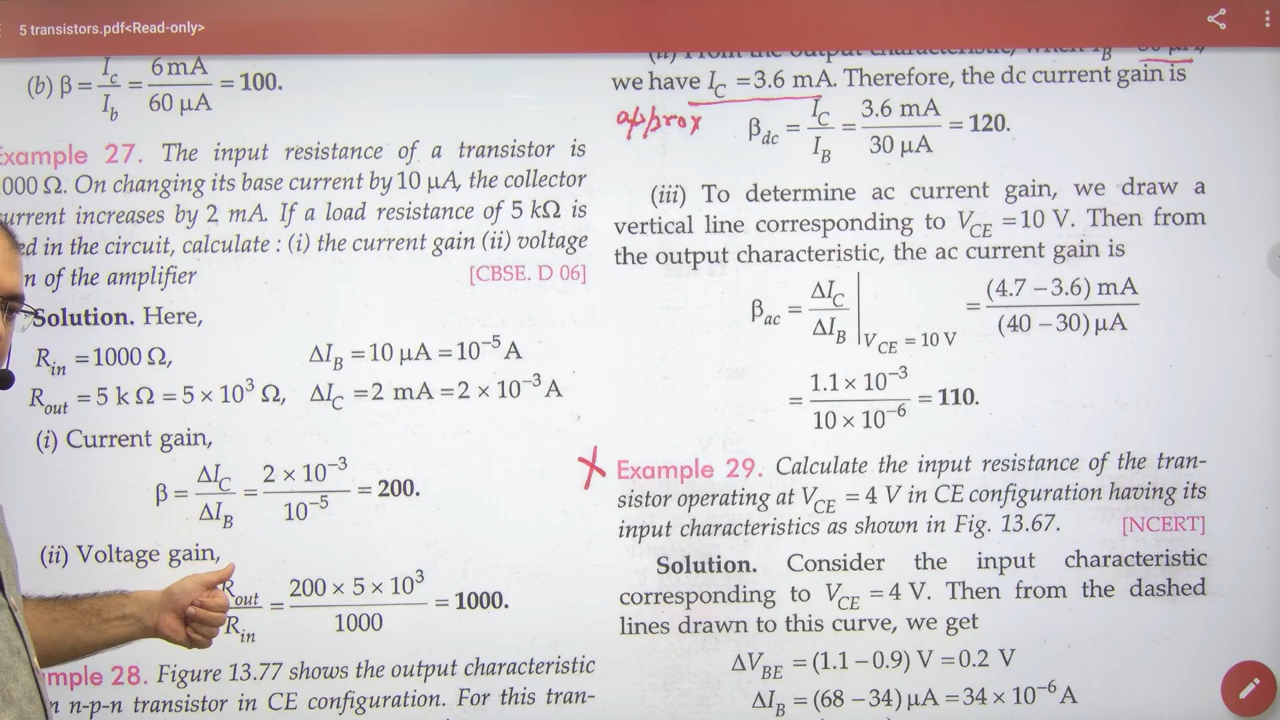 5 transistors.pdf<Read-only>
(b) β = I_c / I_b = 6 mA / 60 μA = 100.
Example 27. The input resistance of a transistor is
000 Ω. On changing its base current by 10 μA, the collector
current increases by 2 mA. If a load resistance of 5 kΩ is
ed in the circuit, calculate : (i) the current gain (ii) voltage
n of the amplifier [CBSE. D 06]
Solution. Here,
R_in = 1000 Ω, ΔI_B = 10 μA = 10^-5 A
R_out = 5 k Ω = 5 × 10^3 Ω, ΔI_C = 2 mA = 2 × 10^-3 A
(i) Current gain,
β = ΔI_C / ΔI_B = 2 × 10^-3 / 10^-5 = 200.
(ii) Voltage gain,
R_out / R_in = 200 × 5 × 10^3 / 1000 = 1000.
mple 28. Figure 13.77 shows the output characteristic
n n-p-n transistor in CE configuration. For this tran-
(ii) From the output characteristic, when I_B 30 μA,
we have I_C = 3.6 mA. Therefore, the dc current gain is
approx
β_dc = I_C / I_B = 3.6 mA / 30 μA = 120.
(iii) To determine ac current gain, we draw a
vertical line corresponding to V_CE = 10 V. Then from
the output characteristic, the ac current gain is
β_ac = ΔI_C / ΔI_B |V_CE = 10 V = (4.7 – 3.6) mA / (40 – 30) μA
= 1.1 × 10^-3 / 10 × 10^-6 = 110.
X Example 29. Calculate the input resistance of the tran-
sistor operating at V_CE = 4 V in CE configuration having its
input characteristics as shown in Fig. 13.67. [NCERT]
Solution. Consider the input characteristic
corresponding to V_CE = 4 V. Then from the dashed
lines drawn to this curve, we get
ΔV_BE = (1.1 – 0.9) V = 0.2 V
ΔI_B = (68 – 34) μA = 34 × 10^-6 A